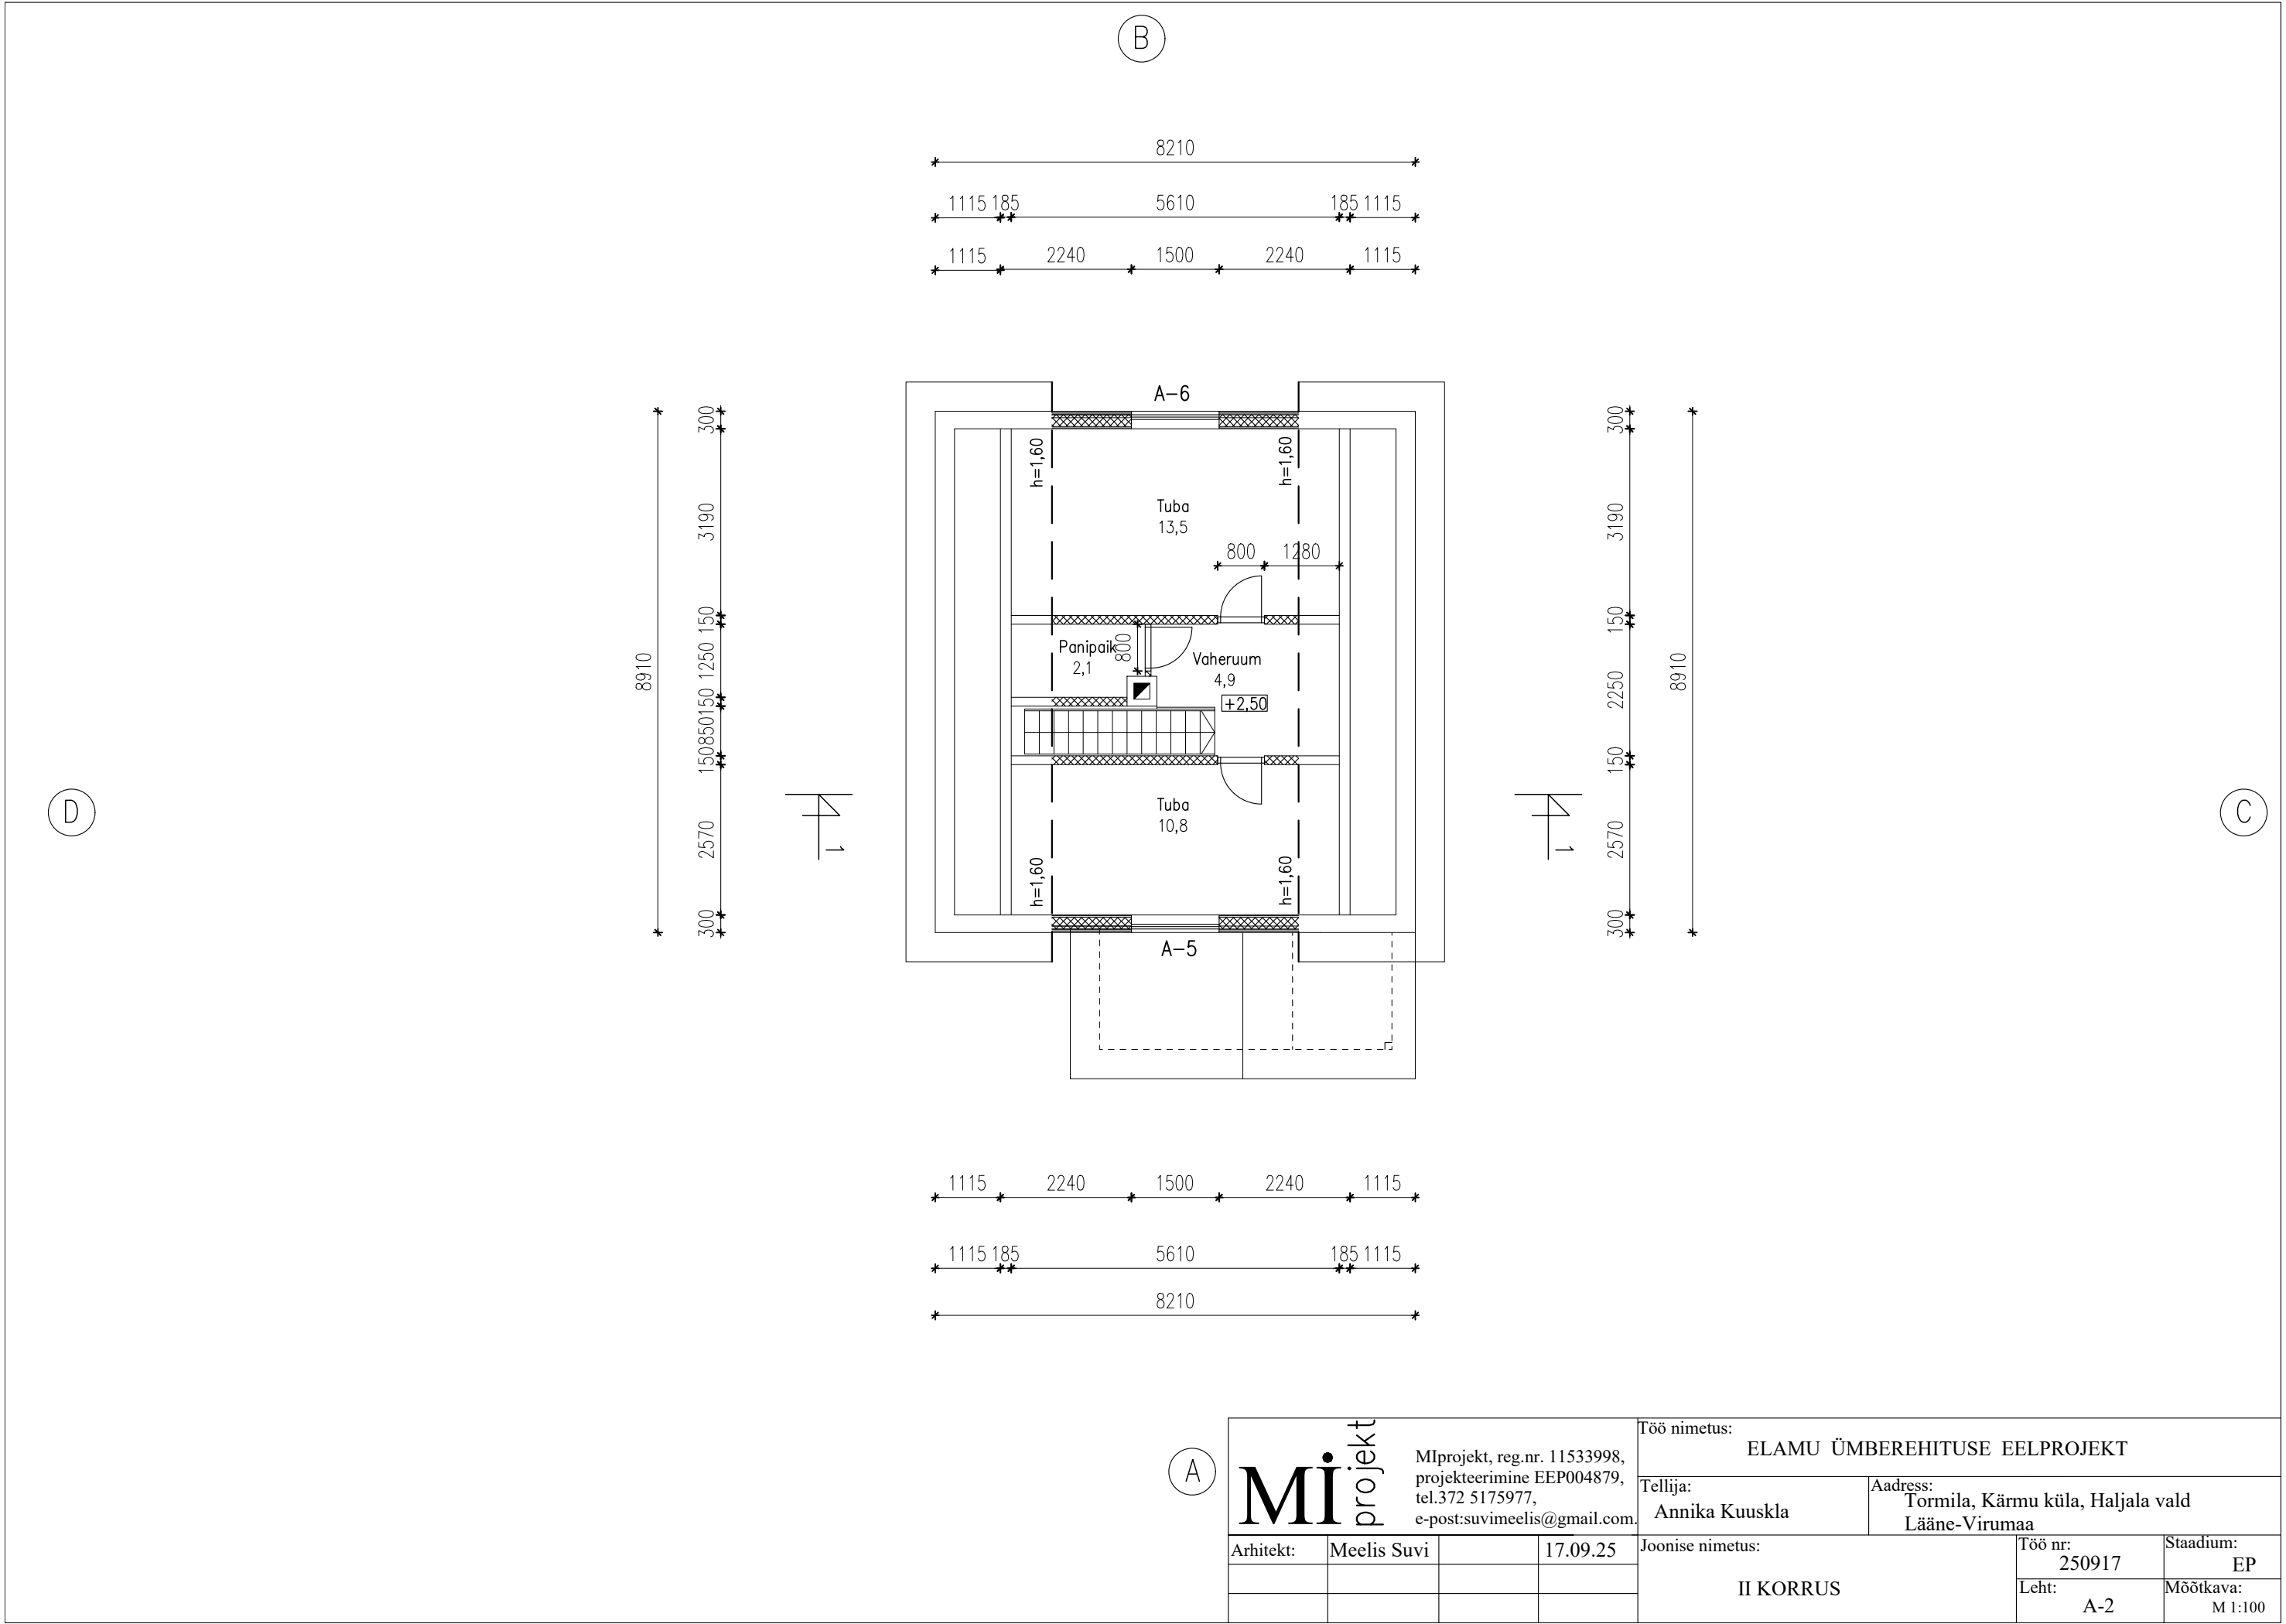 B
8210
1115 185 5610 185 1115
1115 2240 1500 2240 1115
A-6
h=1,60
h=1,60
Tuba
13,5
800 1280
Panipaik
2,1
800
Vaheruum
4,9
+2,50
Tuba
10,8
h=1,60
h=1,60
A-5
8910
300
3190
150
1250
150
850
150
2570
300
300
3190
150
2250
150
2570
300
8910
D
1
1
C
1115 2240 1500 2240 1115
1115 185 5610 185 1115
8210
A
Mi projekt
MIprojekt, reg.nr. 11533998,
projekteerimine EEP004879,
tel.372 5175977,
e-post:suvimeelis@gmail.com.
Töö nimetus:
ELAMU ÜMBEREHITUSE EELPROJEKT
Tellija:
Annika Kuuskla
Aadress:
Tormila, Kärmu küla, Haljala vald
Lääne-Virumaa
Arhitekt: Meelis Suvi 17.09.25
Joonise nimetus:
II KORRUS
Töö nr:
250917
Staadium:
EP
Leht:
A-2
Mõõtkava:
M 1:100